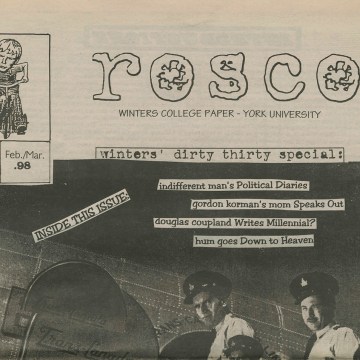 rosco
WINTERS COLLEGE PAPER - YORK UNIVERSITY
Feb./Mar.
.98
winters' dirty thirty special:
indifferent man's Political Diaries
gordon korman's mom Speaks Out
douglas coupland Writes Millennial?
hum goes Down to Heaven
INSIDE THIS ISSUE: